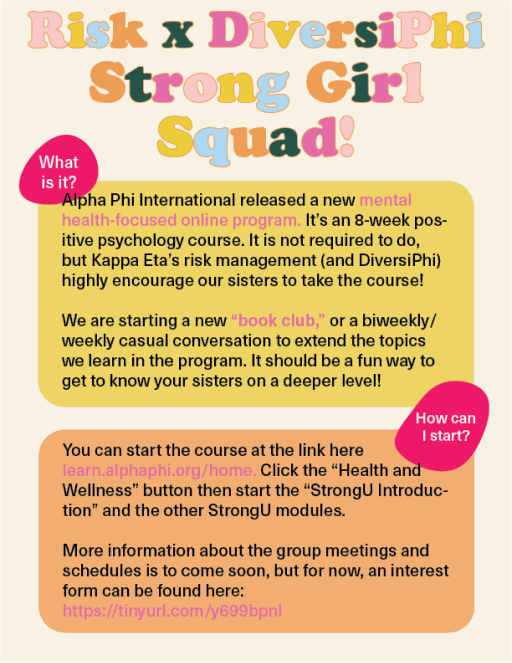 Risk x DiversiPhi
Strong Girl
Squad!
What
is it?
Alpha Phi International released a new mental
health-focused online program. It's an 8-week pos-
itive psychology course. It is not required to do,
but Kappa Eta's risk management (and DiversiPhi)
highly encourage our sisters to take the course!
We are starting a new “book club,” or a biweekly/
weekly casual conversation to extend the topics
we learn in the program. It should be a fun way to
get to know your sisters on a deeper level!
How can
I start?
You can start the course at the link here
learn.alphaphi.org/home. Click the “Health and
Wellness” button then start the “StrongU Introduc-
tion” and the other StrongU modules.
More information about the group meetings and
schedules is to come soon, but for now, an interest
form can be found here:
https://tinyurl.com/y699bpnl